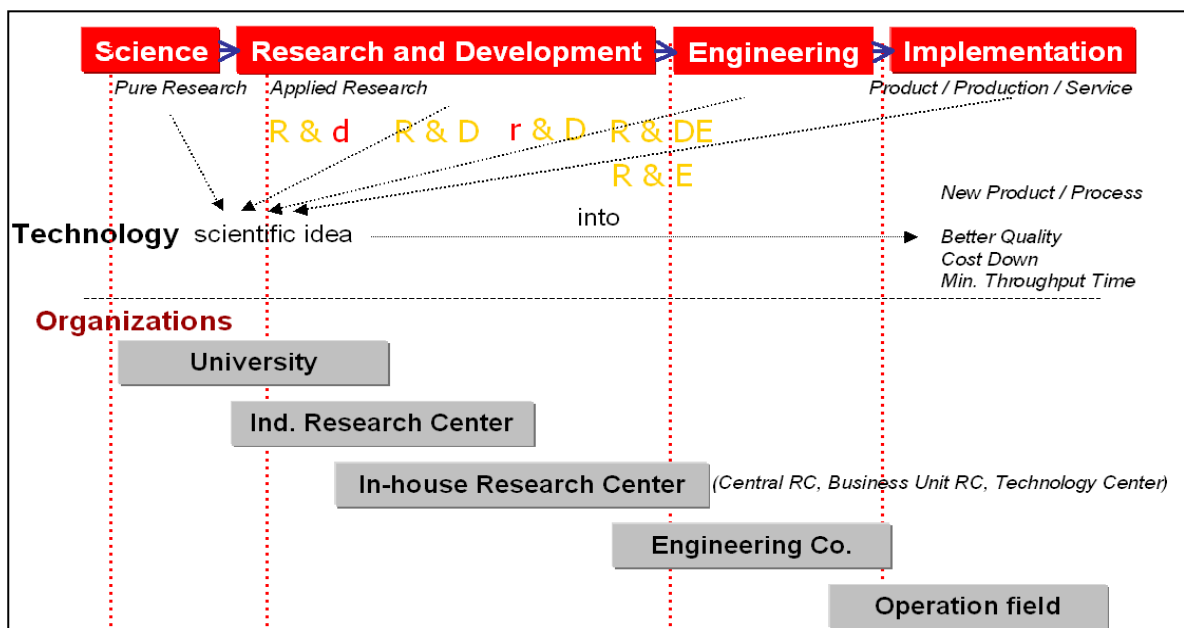 Science Research and Development Engineering Implementation
Pure Research Applied Research Product / Production / Service
R & d R & D r & D R & DE
R & E
New Product / Process
into
Technology scientific idea
Better Quality
Cost Down
Min. Throughput Time
Organizations
University
Ind. Research Center
In-house Research Center (Central RC, Business Unit RC, Technology Center)
Engineering Co.
Operation field